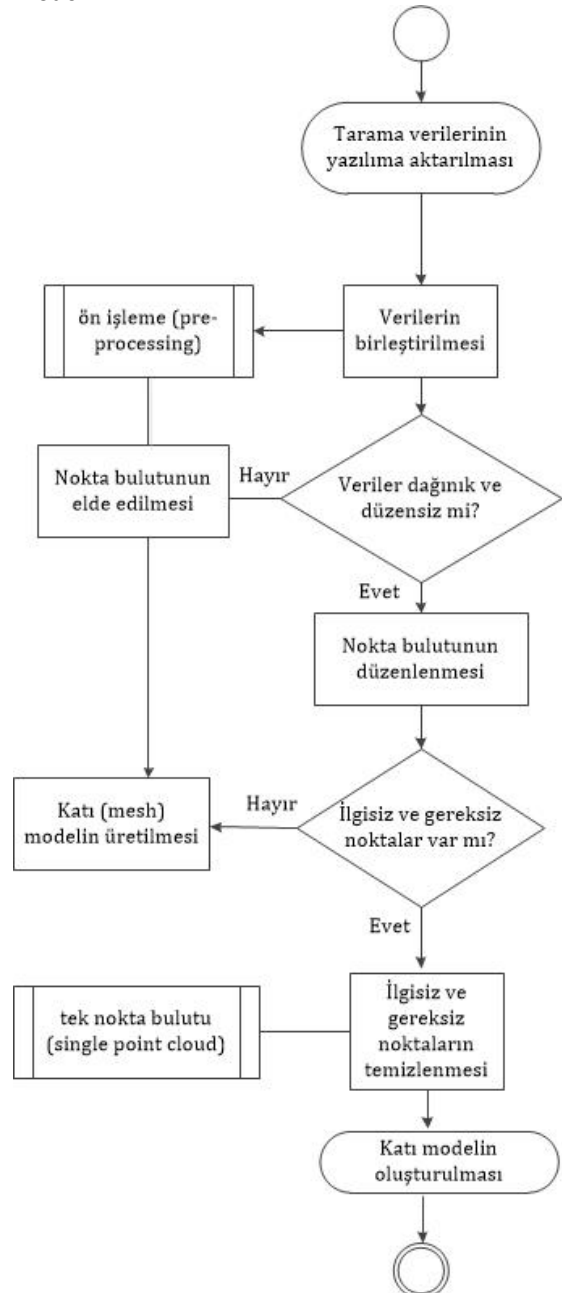 Tarama verilerinin
yazılıma aktarılması
ön işleme (pre-
processing)
Verilerin
birleştirilmesi
Nokta bulutunun
elde edilmesi
Hayır
Veriler dağınık ve
düzensiz mi?
Evet
Nokta bulutunun
düzenlenmesi
Katı (mesh)
modelin üretilmesi
Hayır
İlgisiz ve gereksiz
noktalar var mı?
Evet
tek nokta bulutu
(single point cloud)
İlgisiz ve
gereksiz
noktaların
temizlenmesi
Katı modelin
oluşturulması